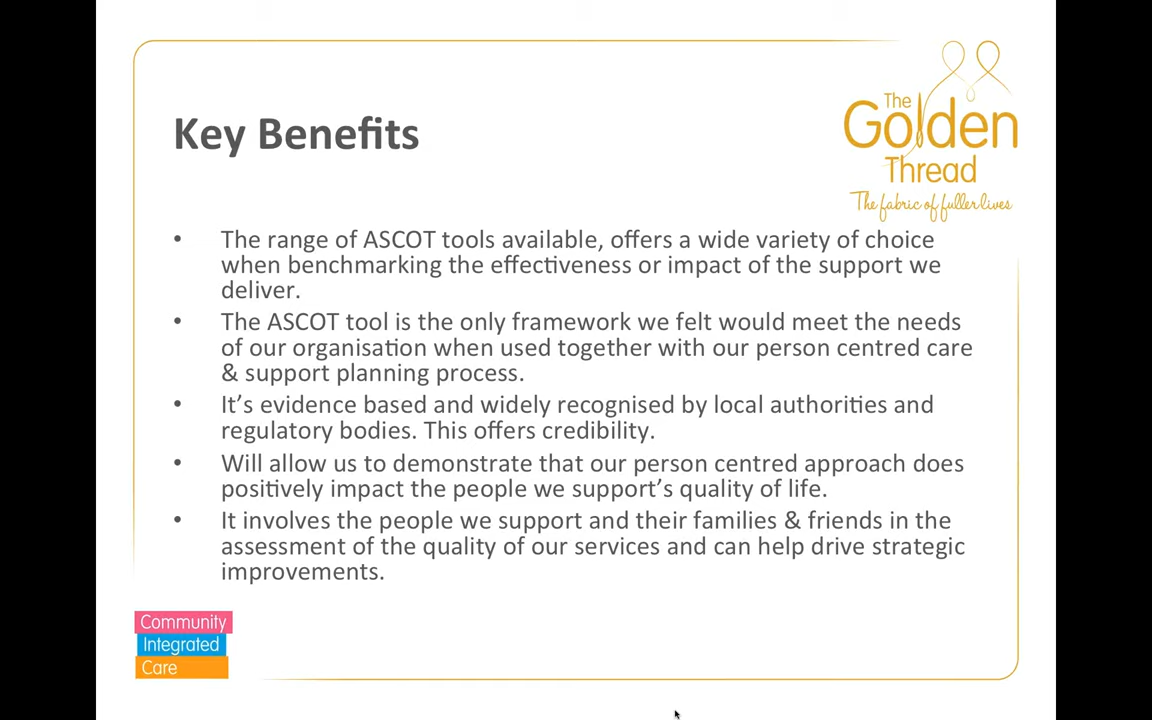 The
Golden
Thread
The fabric of fuller lives
Key Benefits
• The range of ASCOT tools available, offers a wide variety of choice
when benchmarking the effectiveness or impact of the support we
deliver.
• The ASCOT tool is the only framework we felt would meet the needs
of our organisation when used together with our person centred care
& support planning process.
• It’s evidence based and widely recognised by local authorities and
regulatory bodies. This offers credibility.
• Will allow us to demonstrate that our person centred approach does
positively impact the people we support’s quality of life.
• It involves the people we support and their families & friends in the
assessment of the quality of our services and can help drive strategic
improvements.
Community
Integrated
Care